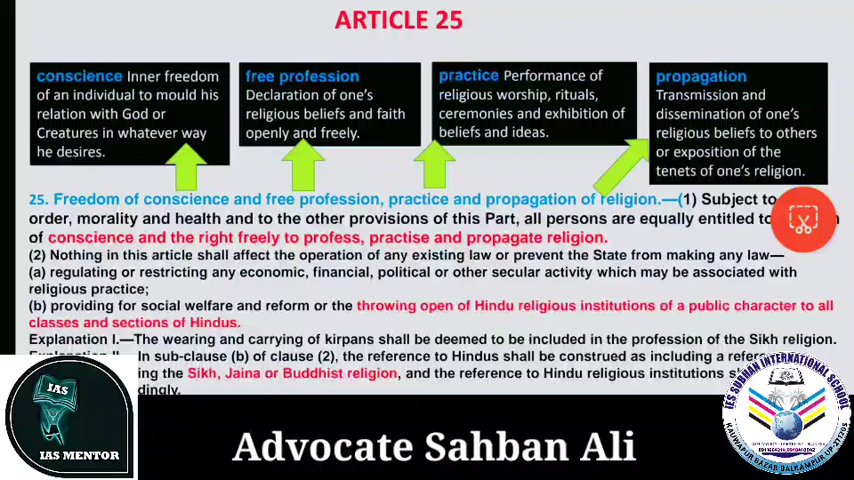 ARTICLE 25
conscience Inner freedom
of an individual to mould his
relation with God or
Creatures in whatever way
he desires.
free profession
Declaration of one's
religious beliefs and faith
openly and freely.
practice Performance of
religious worship, rituals,
ceremonies and exhibition of
beliefs and ideas.
propagation
Transmission and
dissemination of one's
religious beliefs to others
or exposition of the
tenets of one's religion.
25. Freedom of conscience and free profession, practice and propagation of religion.—(1) Subject to
order, morality and health and to the other provisions of this Part, all persons are equally entitled to
of conscience and the right freely to profess, practise and propagate religion.
(2) Nothing in this article shall affect the operation of any existing law or prevent the State from making any law—
(a) regulating or restricting any economic, financial, political or other secular activity which may be associated with
religious practice;
(b) providing for social welfare and reform or the throwing open of Hindu religious institutions of a public character to all
classes and sections of Hindus.
Explanation I.—The wearing and carrying of kirpans shall be deemed to be included in the profession of the Sikh religion.
In sub-clause (b) of clause (2), the reference to Hindus shall be construed as including a
the Sikh, Jaina or Buddhist religion, and the reference to Hindu religious institutions
IAS
IAS MENTOR
Advocate Sahban Ali
IES SUBHAN INTERNATIONAL SCHOOL